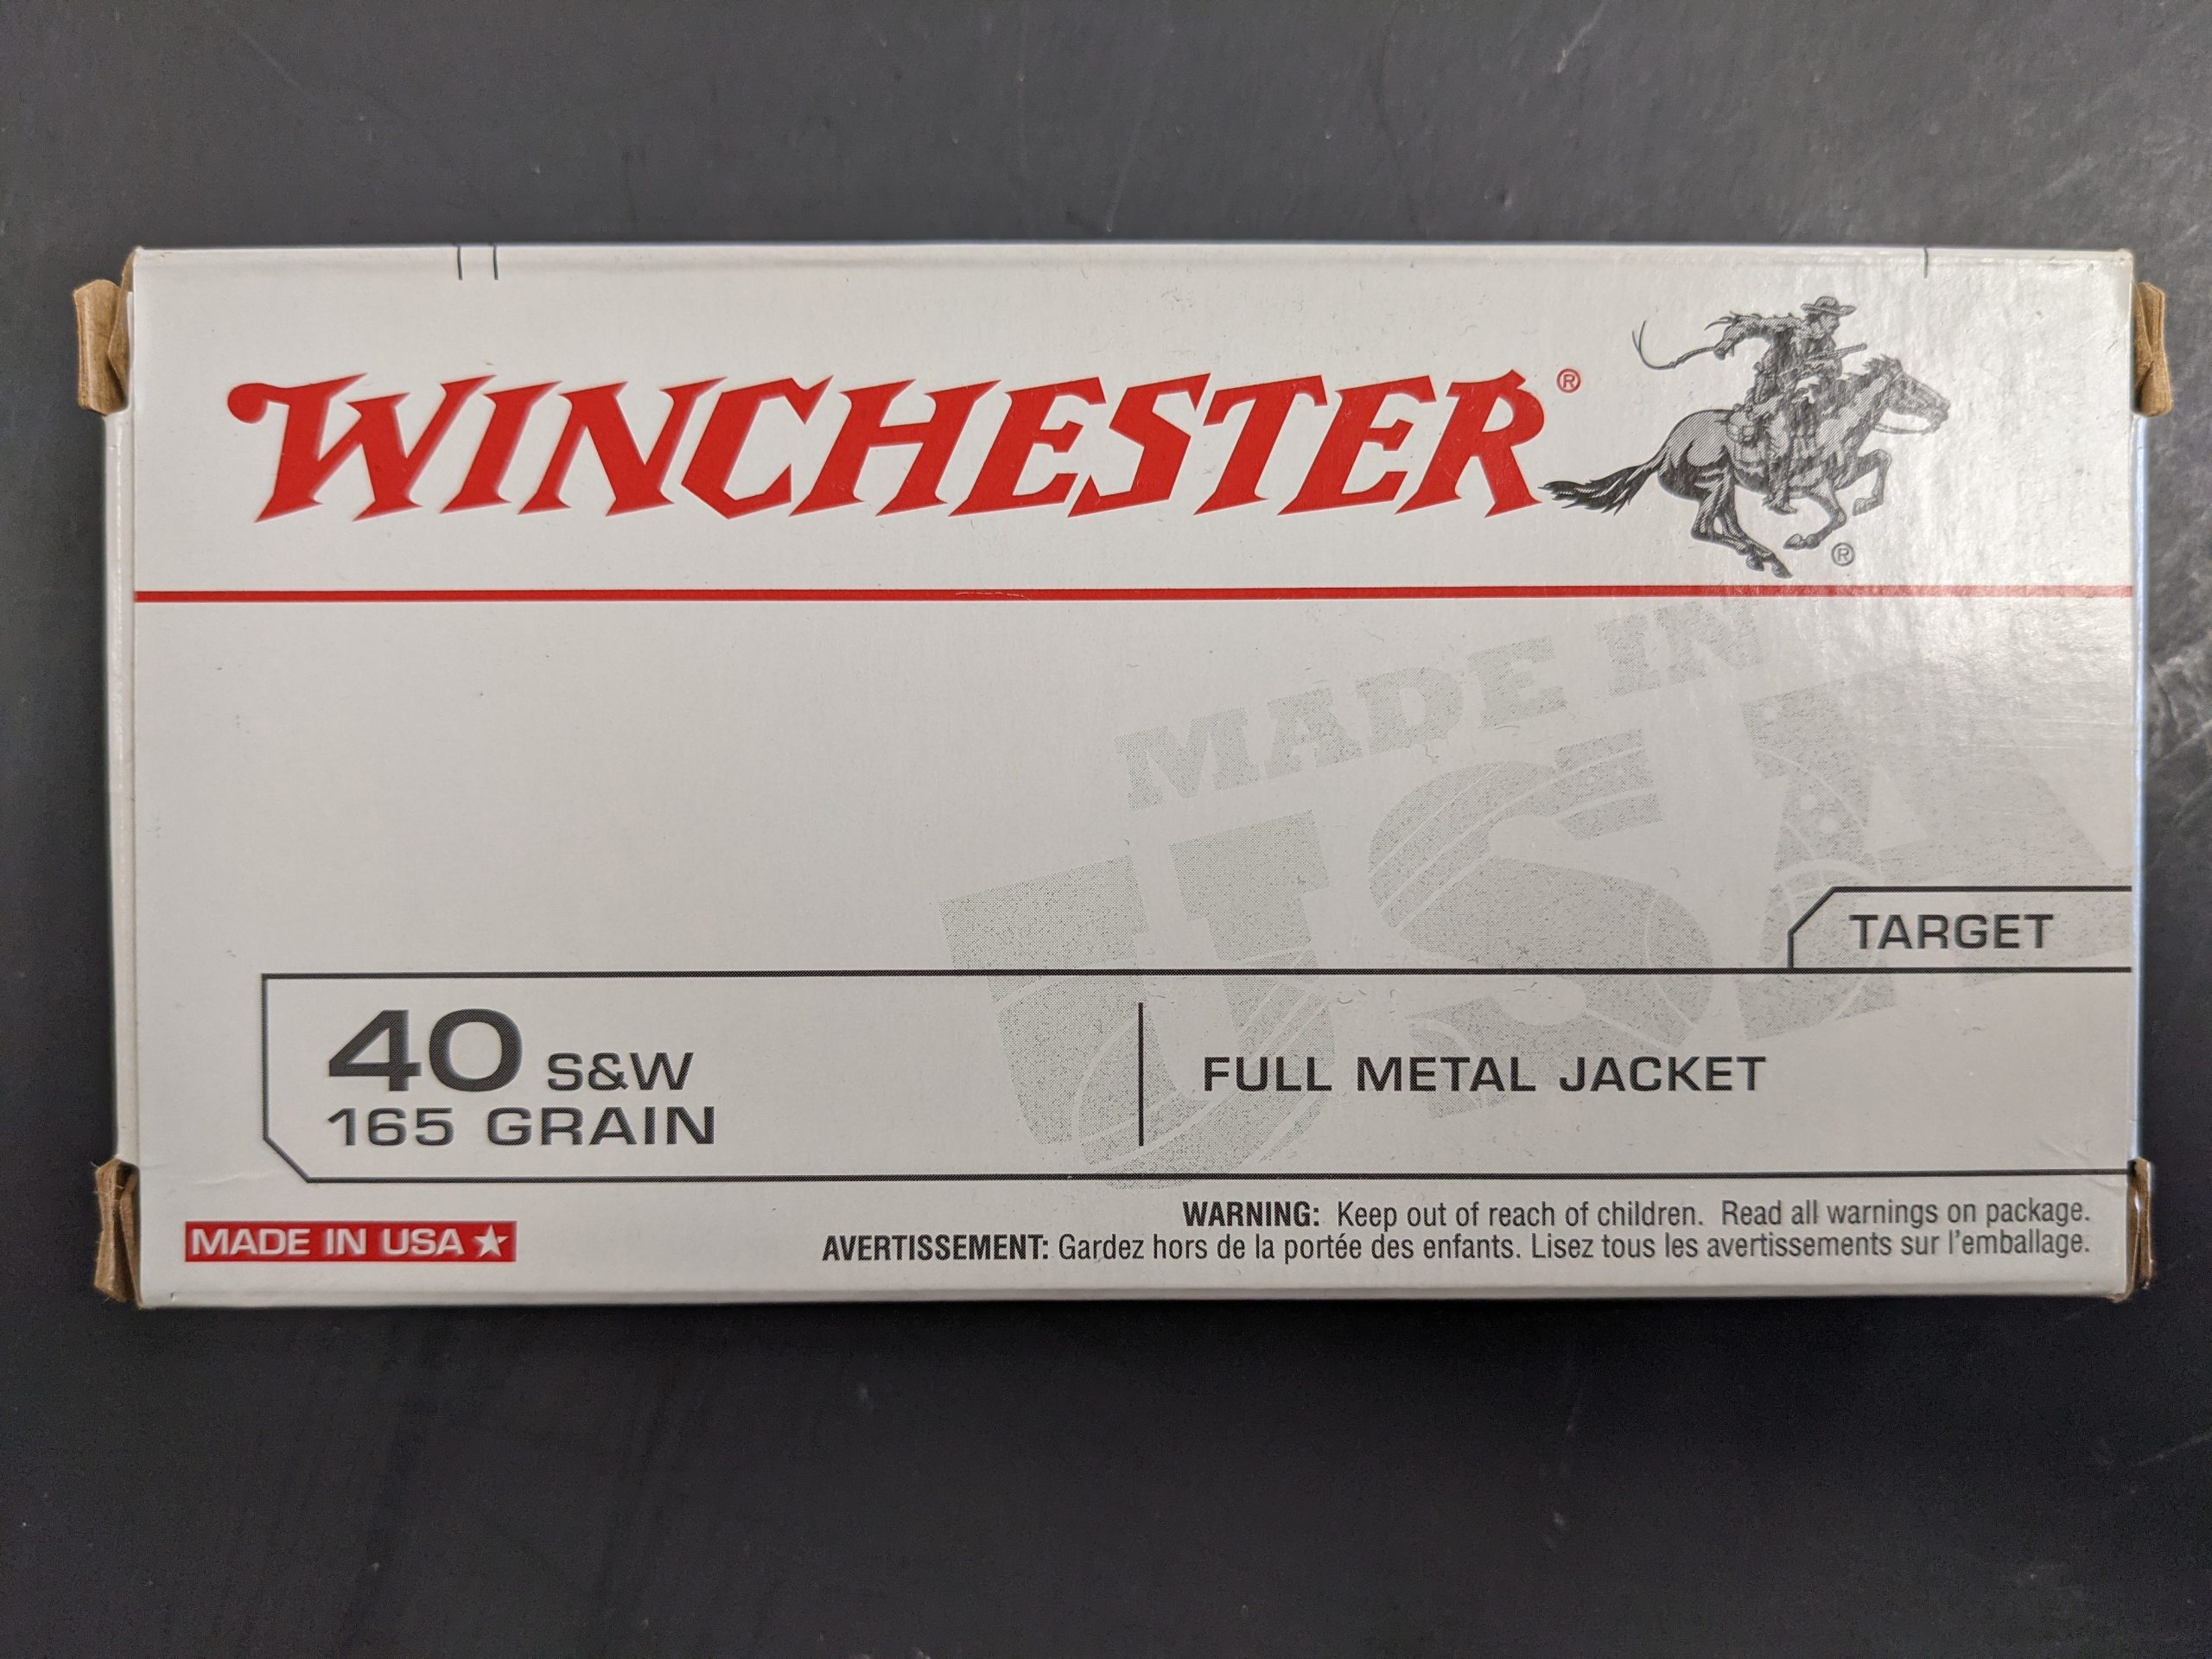 WINCHESTER®
®
MADE IN
USA
TARGET
40 S&W
165 GRAIN
FULL METAL JACKET
MADE IN USA
WARNING: Keep out of reach of children. Read all warnings on package.
AVERTISSEMENT: Gardez hors de la portée des enfants. Lisez tous les avertissements sur l'emballage.